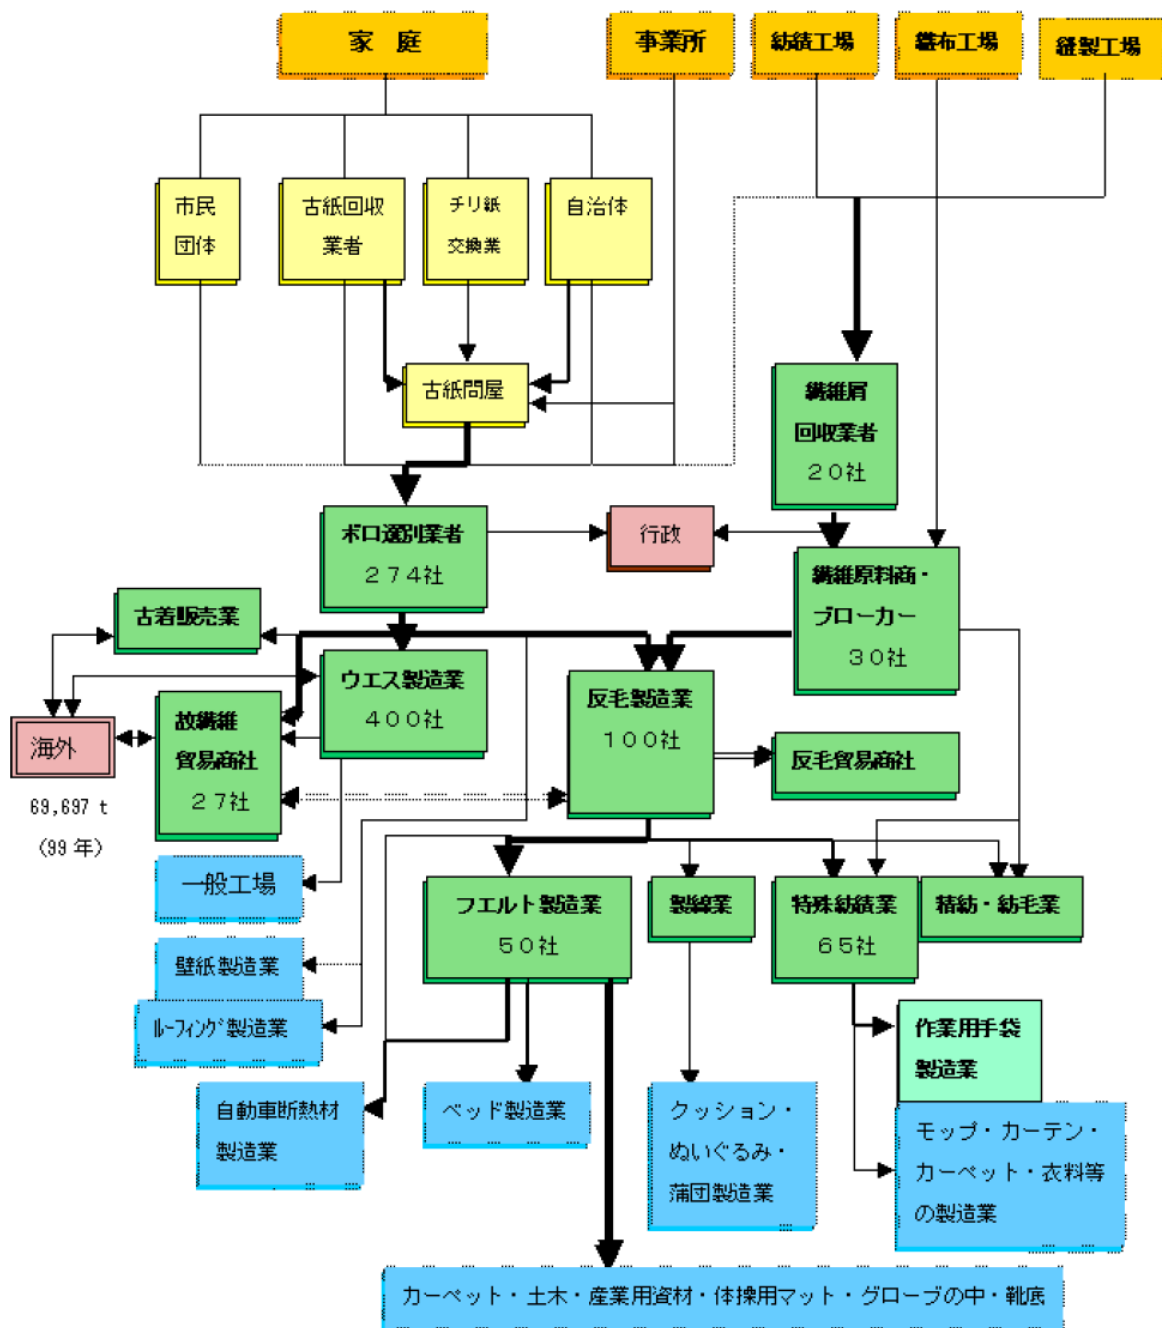 家 庭
事業所
紡績工場
織布工場
縫製工場
市民
団体
古紙回収
業者
チリ紙
交換業
自治体
古紙問屋
繊維屑
回収業者
20社
ボロ選別業者
274社
行政
繊維原料商・
ブローカー
30社
古着販売業
ウエス製造業
400社
反毛製造業
100社
海外
69,697 t
(99 年)
故繊維
貿易商社
27社
反毛貿易商社
一般工場
フエルト製造業
50社
製線業
特殊紡績業
65社
精紡・紡毛業
壁紙製造業
ルーフィング製造業
作業用手袋
製造業
自動車断熱材
製造業
ベッド製造業
クッション・
ぬいぐるみ・
蒲団製造業
モップ・カーテン・
カーペット・衣料等
の製造業
カーペット・土木・産業用資材・体操用マット・グローブの中・靴底